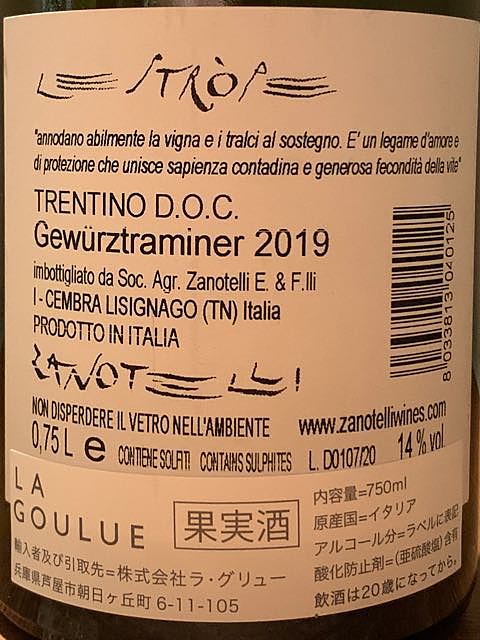 LE STRÒPE
"annodano abilmente la vigna e i tralci al sostegno. E' un legame d'amore e
di protezione che unisce sapienza contadina e generosa fecondità della vite"
TRENTINO D.O.C.
Gewürztraminer 2019
imbottigliato da Soc. Agr. Zanotelli E. & F.lli
I - CEMBRA LISIGNAGO (TN) Italia
PRODOTTO IN ITALIA
ZANOTELLI
NON DISPERDERE IL VETRO NELL'AMBIENTE
www.zanotelliwines.com
0,75 L e CONTIENE SOLFITI CONTAINS SULPHITES L. D0107/20 14 % vol
8 033813 040125
LA
GOULUE
果実酒
輸入者及び引取先=株式会社ラ・グリュー
兵庫県芦屋市朝日ヶ丘町 6-11-105
内容量=750ml
原産国=イタリア
アルコール分=ラベルに表記
酸化防止剤=(亜硫酸塩)含有
飲酒は20歳になってから。